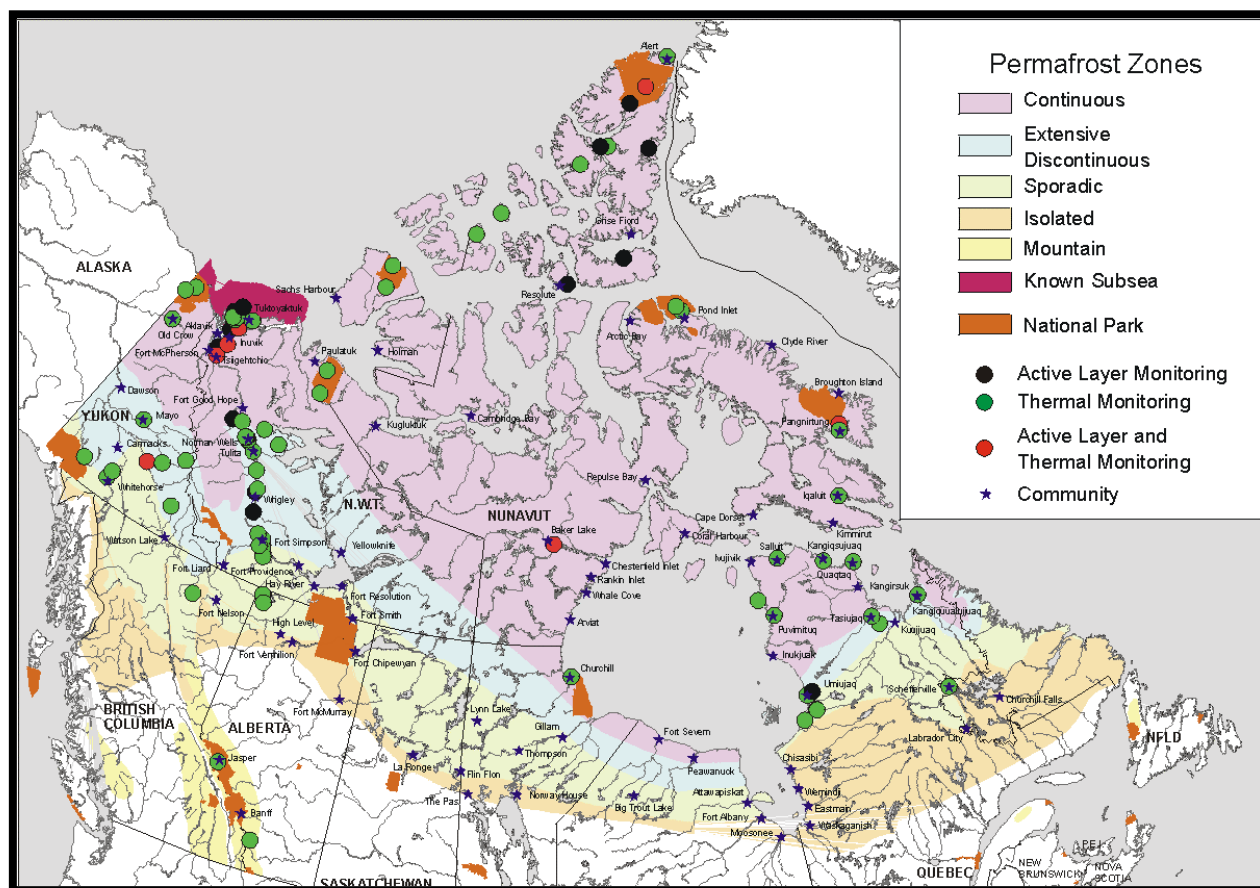 Permafrost Zones
Continuous
Extensive
Discontinuous
Sporadic
Isolated
Mountain
Known Subsea
National Park
Active Layer Monitoring
Thermal Monitoring
Active Layer and
Thermal Monitoring
Community
Alert
Grise Fiord
ALASKA
Sachs Harbour
Resolute
Tuktoyaktuk
Pond Inlet
Aklavik
Old Crow
Inuvik
Arctic Bay
Clyde River
Fort McPherson
Tsiigehtchic
Paulatuk
Holman
Broughton Island
Dawson
Fort Good Hope
YUKON
Mayo
Cambridge Bay
Pangnirtung
Kugluktuk
Norman Wells
Carmacks
Tulita
Repulse Bay
Whitehorse
Wrigley
N.W.T.
Iqaluit
NUNAVUT
Cape Dorset
Baker Lake
Coral Harbour
Kimmirut
Watson Lake
Fort Simpson
Yellowknife
Ivujivik
Salluit
Kangiqsujuaq
Chesterfield Inlet
Fort Liard
Fort Providence
Quaqtaq
Rankin Inlet
Kangirsuk
Hay River
Whale Cove
Fort Resolution
Kangiqsualujjuaq
Fort Nelson
Fort Smith
Arviat
Puvirnituq
Tasiujaq
Kuujjuaq
High Level
Fort Vermilion
Fort Chipewyan
Inukjuak
Churchill
Umiujaq
Schefferville
Churchill Falls
BRITISH
COLUMBIA
ALBERTA
Fort McMurray
Lynn Lake
Gillam
Fort Severn
Labrador City
NFLD
Jasper
La Ronge
Thompson
Peawanuck
Chisasibi
Flin Flon
The Pas
Norway House
Big Trout Lake
Attawapiskat
Wemindji
Eastmain
Banff
Fort Albany
Waskaganish
Moosonee
SASKATCHEWAN
QUEBEC
NEW
BRUNSWICK
P.E.I.
NOVA
SCOTIA